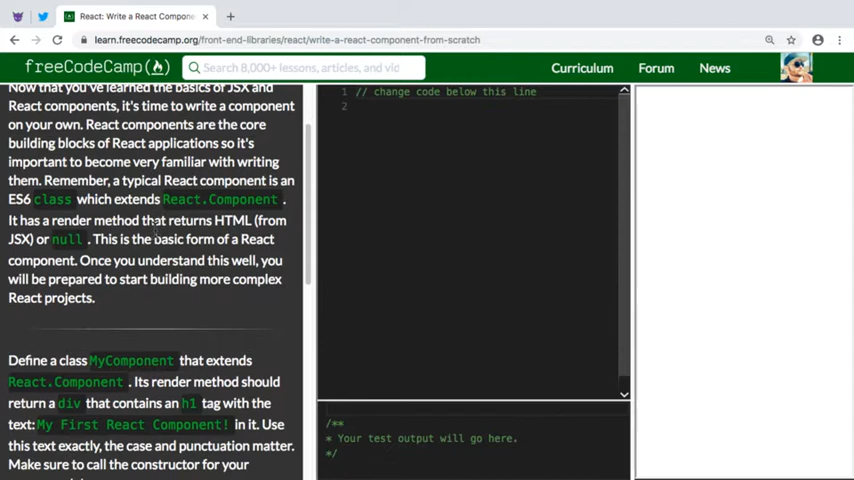 React: Write a React Compone
learn.freecodecamp.org/front-end-libraries/react/write-a-react-component-from-scratch
freeCodeCamp
Search 8,000+ lessons, articles, and vid
Curriculum
Forum
News
Now that you've learned the basics of JSX and
React components, it's time to write a component
on your own. React components are the core
building blocks of React applications so it's
important to become very familiar with writing
them. Remember, a typical React component is an
ES6 class which extends React.Component .
It has a render method that returns HTML (from
JSX) or null . This is the basic form of a React
component. Once you understand this well, you
will be prepared to start building more complex
React projects.
Define a class MyComponent that extends
React.Component . Its render method should
return a div that contains an h1 tag with the
text: My First React Component! in it. Use
this text exactly, the case and punctuation matter.
Make sure to call the constructor for your
1 // change code below this line
2
/**
* Your test output will go here.
*/